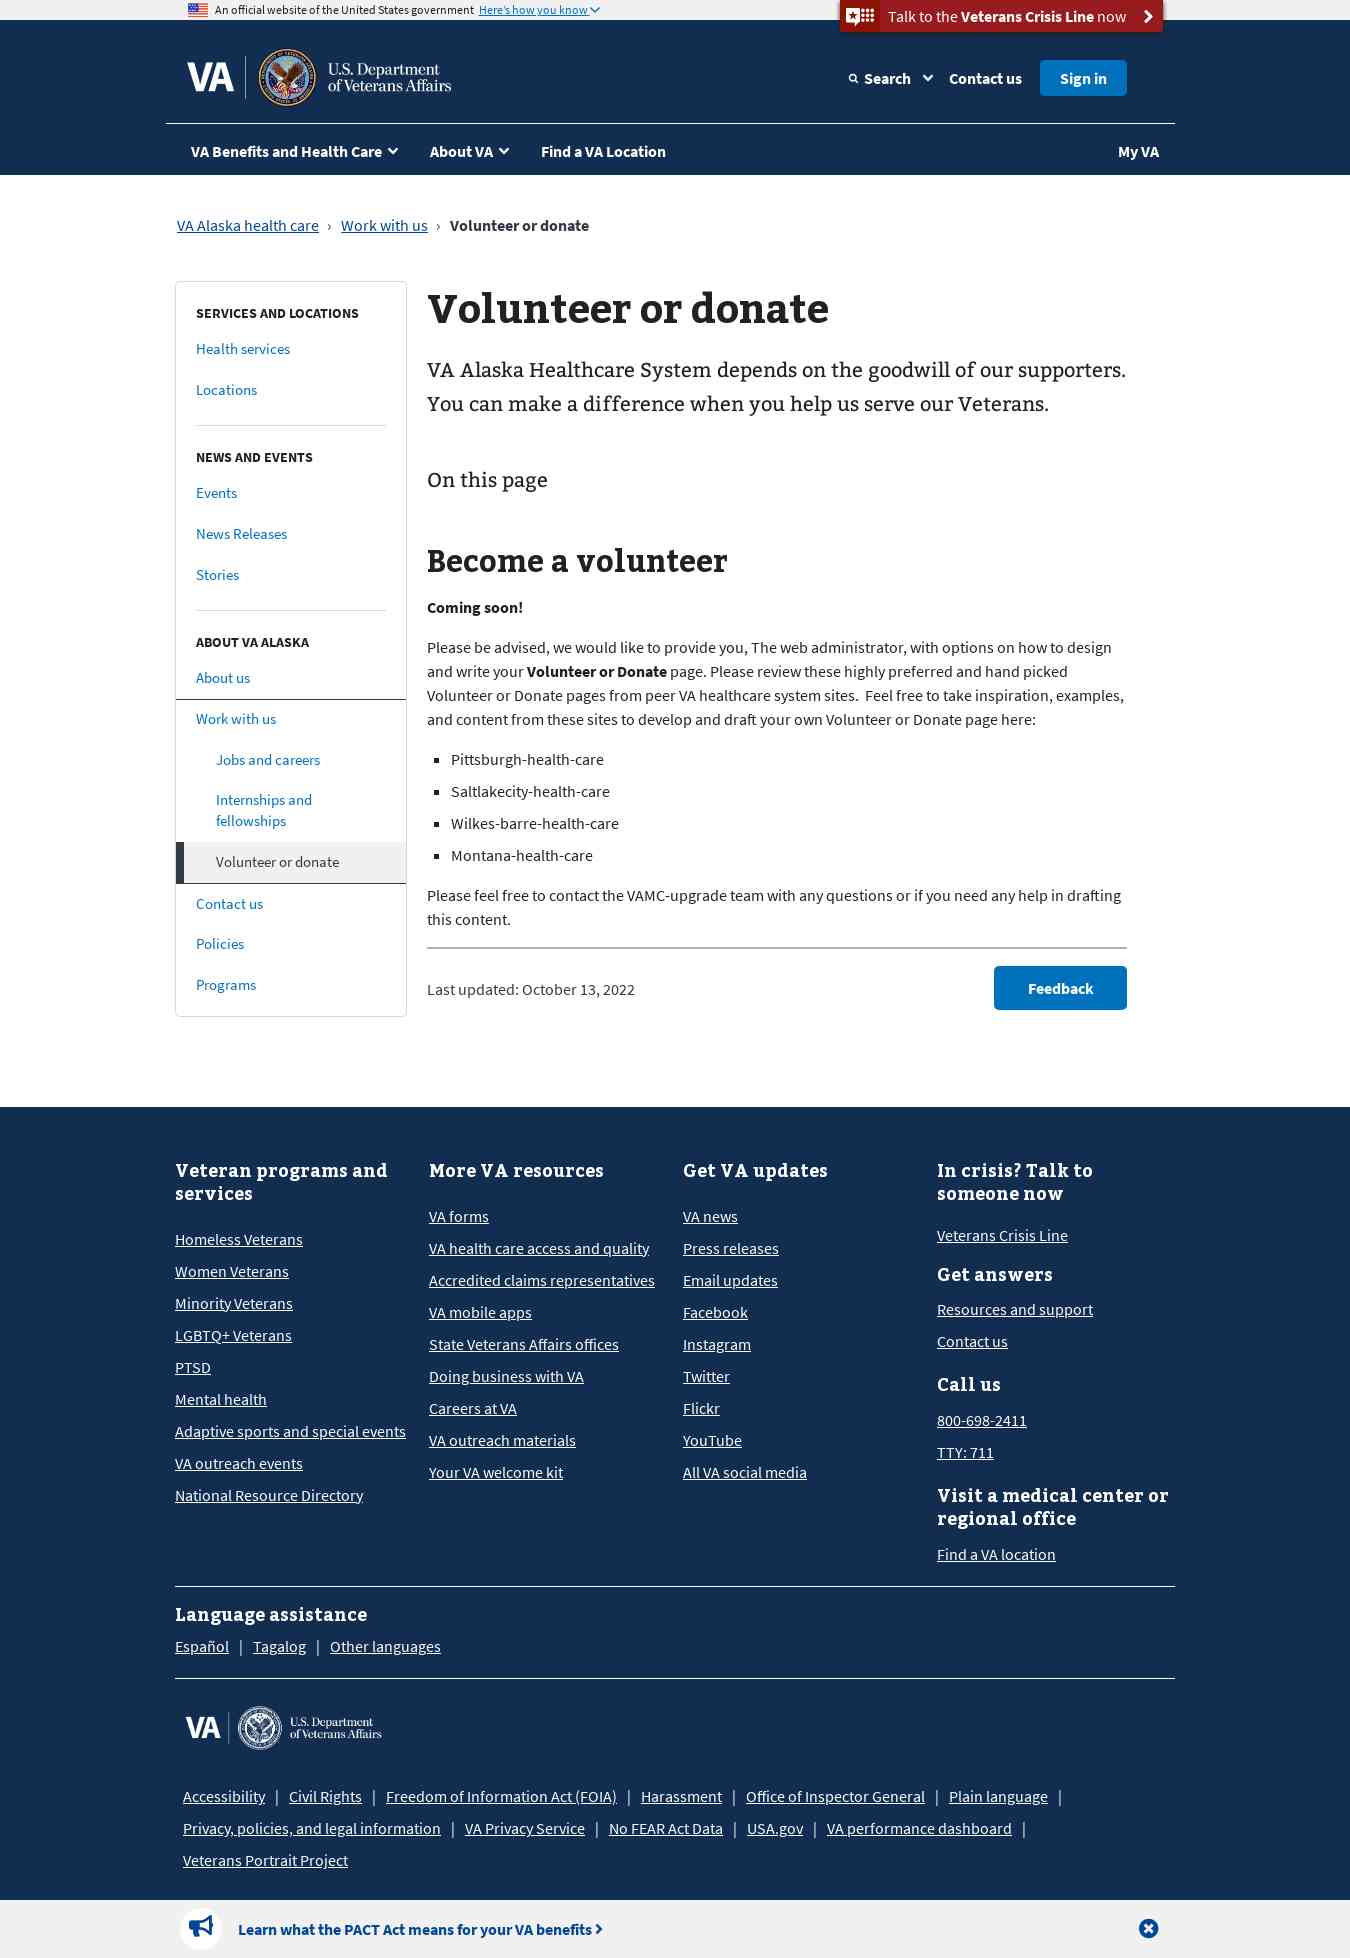 An official website of the United States government Here's how you know
Talk to the Veterans Crisis Line now
VA
U.S. Department
of Veterans Affairs
Search
Contact us
Sign in
VA Benefits and Health Care
About VA
Find a VA Location
My VA
VA Alaska health care › Work with us › Volunteer or donate
SERVICES AND LOCATIONS
Health services
Locations
NEWS AND EVENTS
Events
News Releases
Stories
ABOUT VA ALASKA
About us
Work with us
Jobs and careers
Internships and
fellowships
Volunteer or donate
Contact us
Policies
Programs
Volunteer or donate
VA Alaska Healthcare System depends on the goodwill of our supporters.
You can make a difference when you help us serve our Veterans.
On this page
Become a volunteer
Coming soon!
Please be advised, we would like to provide you, The web administrator, with options on how to design
and write your Volunteer or Donate page. Please review these highly preferred and hand picked
Volunteer or Donate pages from peer VA healthcare system sites.  Feel free to take inspiration, examples,
and content from these sites to develop and draft your own Volunteer or Donate page here:
Pittsburgh-health-care
Saltlakecity-health-care
Wilkes-barre-health-care
Montana-health-care
Please feel free to contact the VAMC-upgrade team with any questions or if you need any help in drafting
this content.
Last updated: October 13, 2022
Feedback
Veteran programs and
services
Homeless Veterans
Women Veterans
Minority Veterans
LGBTQ+ Veterans
PTSD
Mental health
Adaptive sports and special events
VA outreach events
National Resource Directory
More VA resources
VA forms
VA health care access and quality
Accredited claims representatives
VA mobile apps
State Veterans Affairs offices
Doing business with VA
Careers at VA
VA outreach materials
Your VA welcome kit
Get VA updates
VA news
Press releases
Email updates
Facebook
Instagram
Twitter
Flickr
YouTube
All VA social media
In crisis? Talk to
someone now
Veterans Crisis Line
Get answers
Resources and support
Contact us
Call us
800-698-2411
TTY: 711
Visit a medical center or
regional office
Find a VA location
Language assistance
Español | Tagalog | Other languages
VA
U.S. Department
of Veterans Affairs
Accessibility | Civil Rights | Freedom of Information Act (FOIA) | Harassment | Office of Inspector General | Plain language |
Privacy, policies, and legal information | VA Privacy Service | No FEAR Act Data | USA.gov | VA performance dashboard |
Veterans Portrait Project
Learn what the PACT Act means for your VA benefits